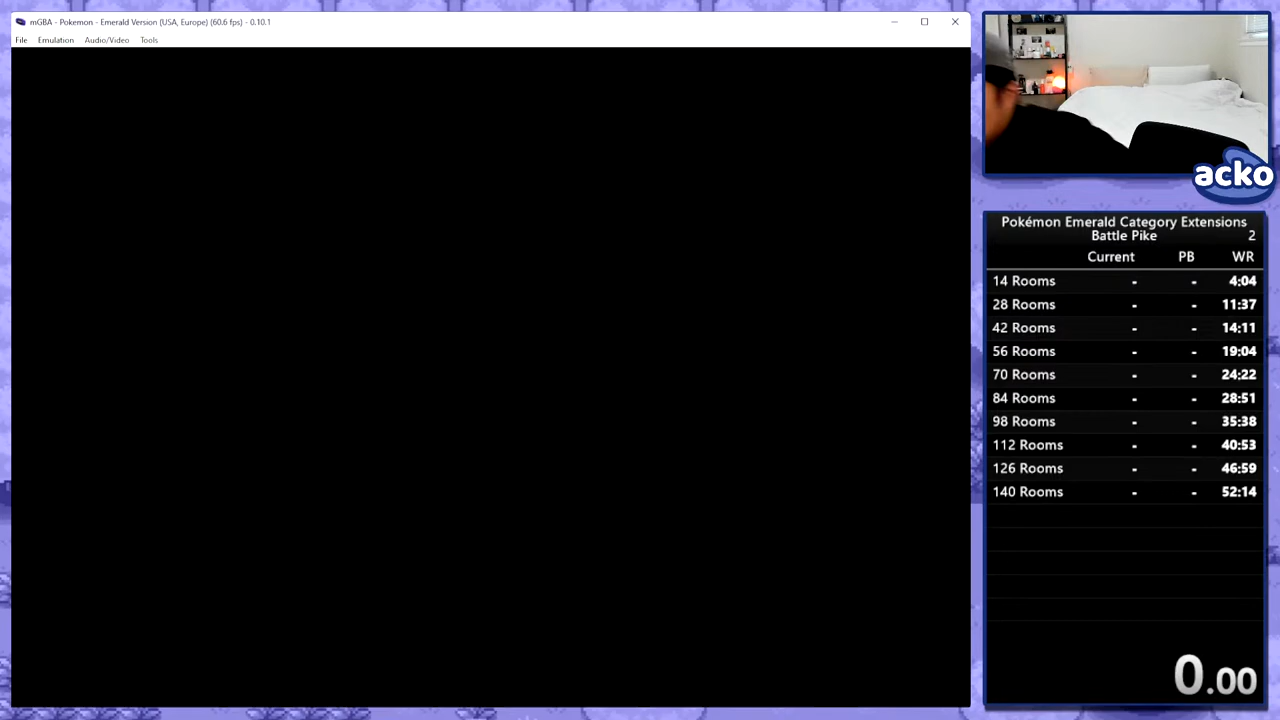 mGBA - Pokemon - Emerald Version (USA, Europe) (60.6 fps) - 0.10.1
File Emulation Audio/Video Tools
acko
Pokémon Emerald Category Extensions
Battle Pike 2
Current PB WR
14 Rooms - - 4:04
28 Rooms - - 11:37
42 Rooms - - 14:11
56 Rooms - - 19:04
70 Rooms - - 24:22
84 Rooms - - 28:51
98 Rooms - - 35:38
112 Rooms - - 40:53
126 Rooms - - 46:59
140 Rooms - - 52:14
0.00